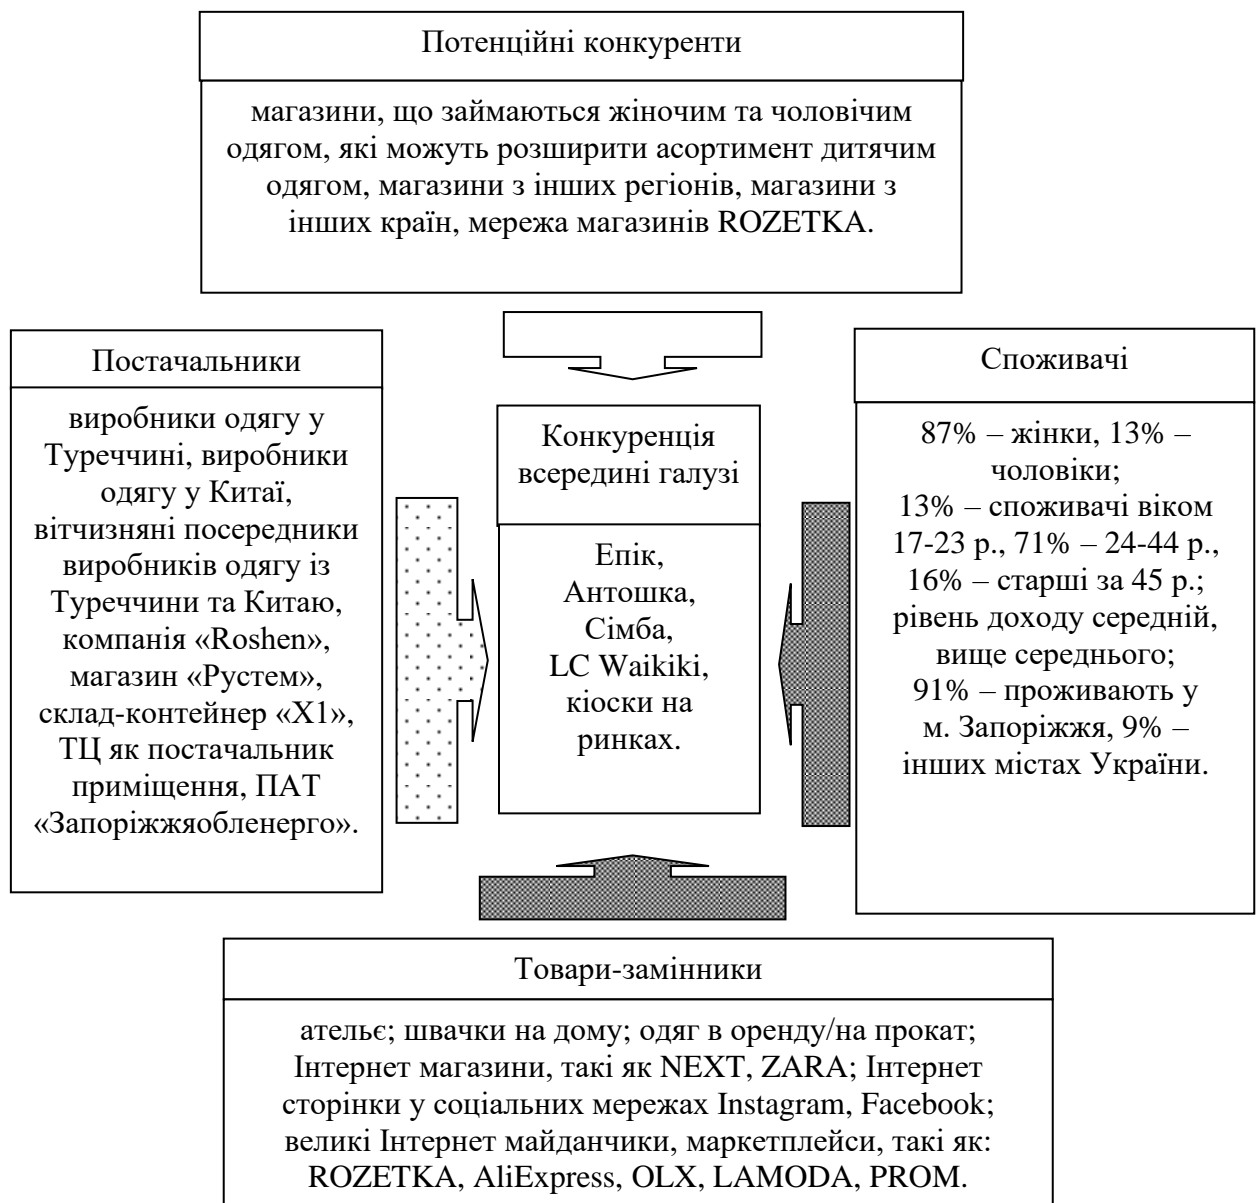 Потенційні конкуренти
магазини, що займаються жіночим та чоловічим
одягом, які можуть розширити асортимент дитячим
одягом, магазини з інших регіонів, магазини з
інших країн, мережа магазинів ROZETKA.
Постачальники
виробники одягу у
Туреччині, виробники
одягу у Китаї,
вітчизняні посередники
виробників одягу із
Туреччини та Китаю,
компанія «Roshen»,
магазин «Рустем»,
склад-контейнер «X1»,
ТЦ як постачальник
приміщення, ПАТ
«Запоріжжяобленерго».
Конкуренція
всередині галузі
Епік,
Антошка,
Сімба,
LC Waikiki,
кіоски на
ринках.
Споживачі
87% – жінки, 13% –
чоловіки;
13% – споживачі віком
17-23 р., 71% – 24-44 р.,
16% – старші за 45 р.;
рівень доходу середній,
вище середнього;
91% – проживають у
м. Запоріжжя, 9% –
інших містах України.
Товари-замінники
ательє; швачки на дому; одяг в оренду/на прокат;
Інтернет магазини, такі як NEXT, ZARA; Інтернет
сторінки у соціальних мережах Instagram, Facebook;
великі Інтернет майданчики, маркетплейси, такі як:
ROZETKA, AliExpress, OLX, LAMODA, PROM.